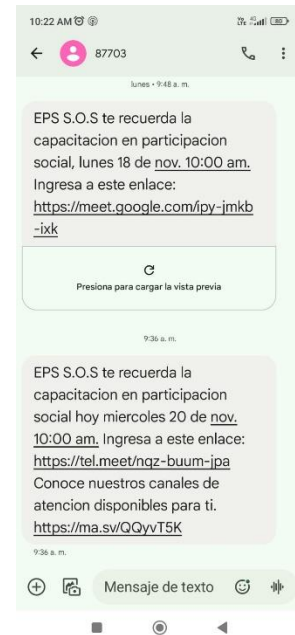 10:22 AM
4G
80
87703
lunes • 9:48 a. m.
EPS S.O.S te recuerda la
capacitacion en participacion
social, lunes 18 de nov. 10:00 am.
Ingresa a este enlace:
https://meet.google.com/ipy-jmkb
-ixk
Presiona para cargar la vista previa
9:36 a. m.
EPS S.O.S te recuerda la
capacitacion en participacion
social hoy miercoles 20 de nov.
10:00 am. Ingresa a este enlace:
https://tel.meet/nqz-buum-jpa
Conoce nuestros canales de
atencion disponibles para ti.
https://ma.sv/QQyvT5K
9:36 a. m.
Mensaje de texto